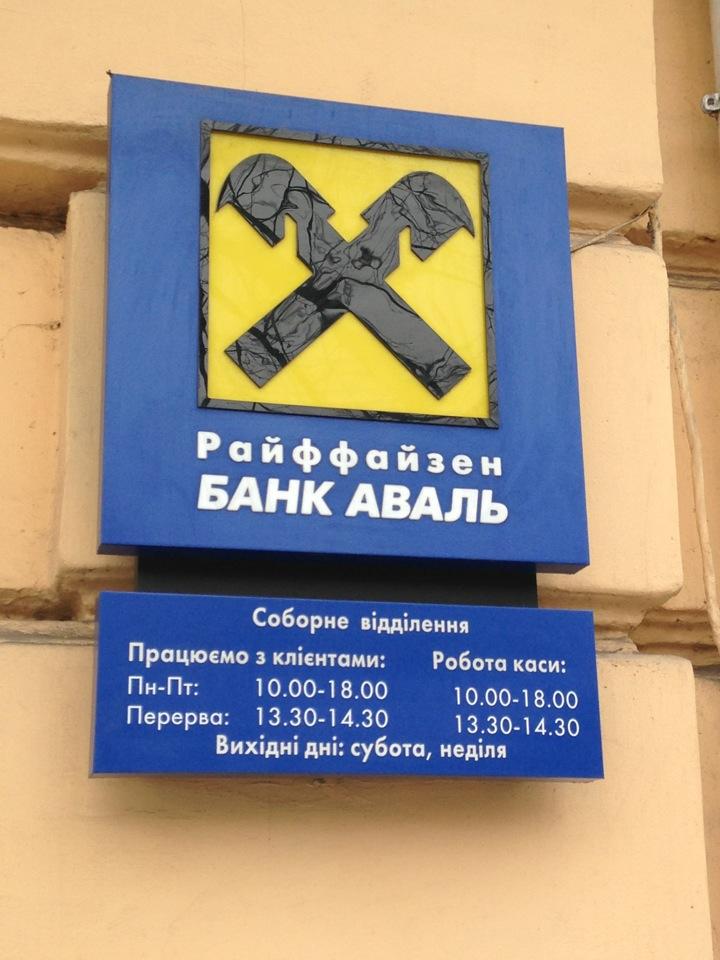 Райффайзен
БАНК АВАЛЬ
Соборне відділення
Працюємо з клієнтами: Робота каси:
Пн-Пт: 10.00-18.00 10.00-18.00
Перерва: 13.30-14.30 13.30-14.30
Вихідні дні: субота, неділя